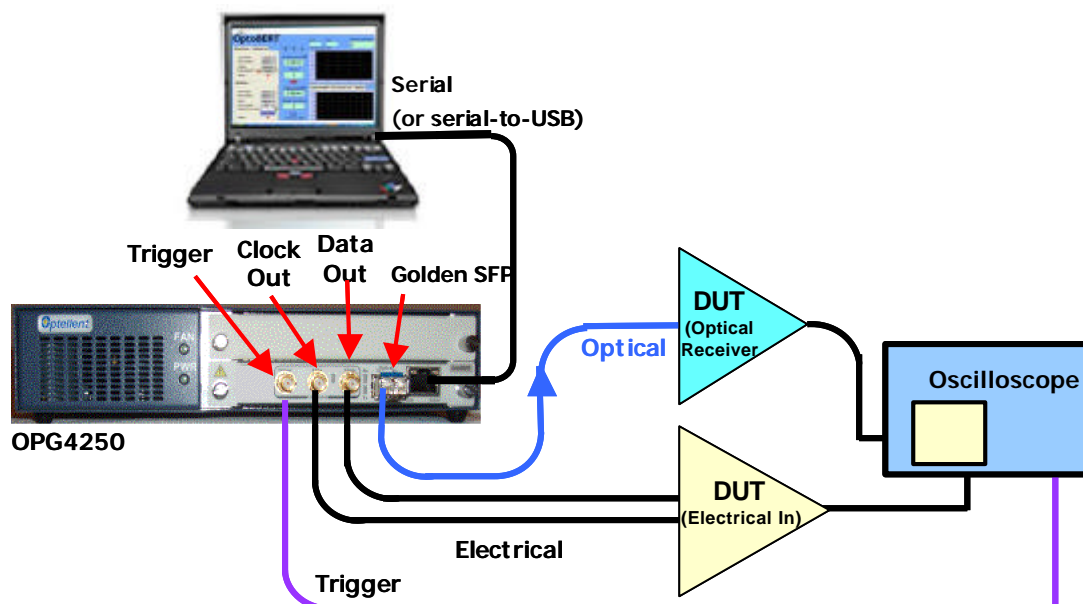 OptoBERT
Serial
(or serial-to-USB)
Trigger
Clock
Out
Data
Out
Golden SFP
Optellent
FAN
PWR
OPG4250
Optical
DUT
(Optical
Receiver
Oscilloscope
DUT
(Electrical In)
Electrical
Trigger